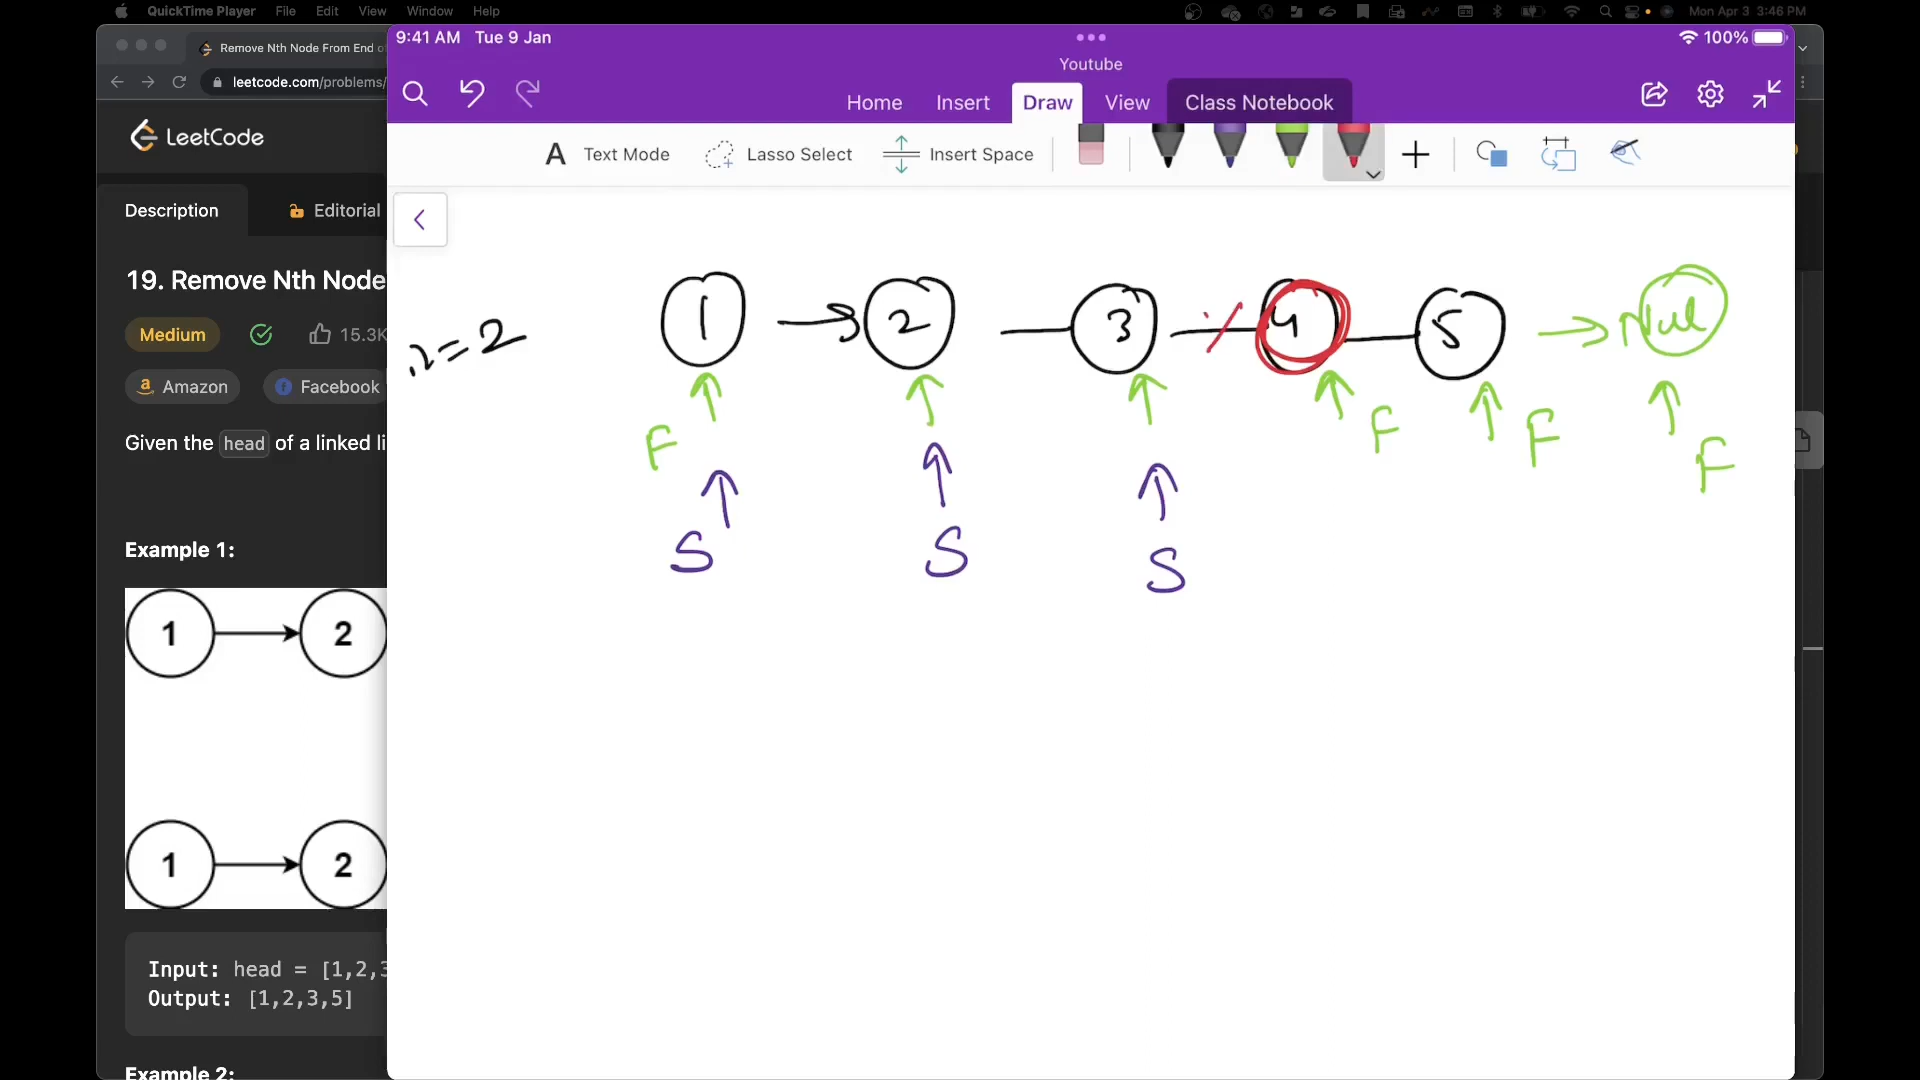 QuickTime Player File Edit View Window Help Mon Apr 3 3:46 PM
Remove Nth Node From End of
leetcode.com/problems/
LeetCode
Description
Editorial
19. Remove Nth Node
Medium
15.3K
Amazon
Facebook
Given the head of a linked li
Example 1:
1
2
1
2
Input: head = [1,2,3
Output: [1,2,3,5]
Example 2:
9:41 AM Tue 9 Jan
100%
Youtube
Home Insert Draw View Class Notebook
A Text Mode Lasso Select Insert Space
=2
1
2
3
4
5
Null
F
F
F
F
S
S
S